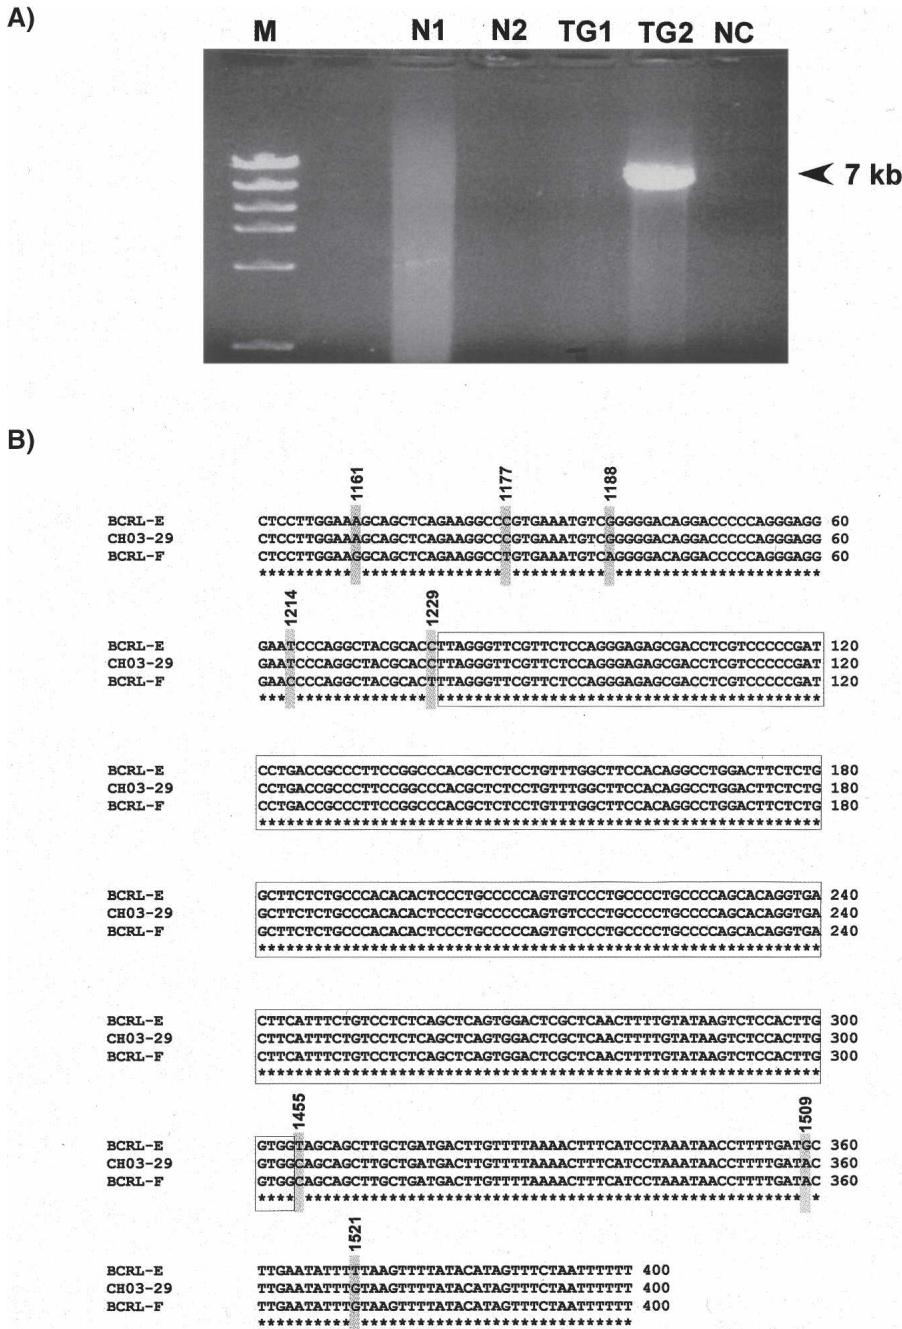 A)
M N1 N2 TG1 TG2 NC
7 kb
B)
1161 1177 1188
BCRL-E CTCCTTGGAAAGCAGCTCAGAAGGCCCGTGAAATGTCGGGGGACAGGACCCCCAGGGAGG 60
CH03-29 CTCCTTGGAAAGCAGCTCAGAAGGCCCGTGAAATGTCGGGGGACAGGACCCCCAGGGAGG 60
BCRL-F CTCCTTGGAAGGCAGCTCAGAAGGCCTGTGAAATGTCAGGGGACAGGACCCCCAGGGAGG 60
********** *************** ********** **********************
1214 1229
BCRL-E GAATCCCAGGCTACGCACCTTAGGGTTCGTTCTCCAGGGAGAGCGACCTCGTCCCCCGAT 120
CH03-29 GAATCCCAGGCTACGCACCTTAGGGTTCGTTCTCCAGGGAGAGCGACCTCGTCCCCCGAT 120
BCRL-F GAACCCCAGGCTACGCACTTTAGGGTTCGTTCTCCAGGGAGAGCGACCTCGTCCCCCGAT 120
*** ************** *****************************************
BCRL-E CCTGACCGCCCTTCCGGCCCACGCTCTCCTGTTTGGCTTCCACAGGCCTGGACTTCTCTG 180
CH03-29 CCTGACCGCCCTTCCGGCCCACGCTCTCCTGTTTGGCTTCCACAGGCCTGGACTTCTCTG 180
BCRL-F CCTGACCGCCCTTCCGGCCCACGCTCTCCTGTTTGGCTTCCACAGGCCTGGACTTCTCTG 180
************************************************************
BCRL-E GCTTCTCTGCCCACACACTCCCTGCCCCCAGTGTCCCTGCCCCTGCCCCAGCACAGGTGA 240
CH03-29 GCTTCTCTGCCCACACACTCCCTGCCCCCAGTGTCCCTGCCCCTGCCCCAGCACAGGTGA 240
BCRL-F GCTTCTCTGCCCACACACTCCCTGCCCCCAGTGTCCCTGCCCCTGCCCCAGCACAGGTGA 240
************************************************************
BCRL-E CTTCATTTCTGTCCTCTCAGCTCAGTGGACTCGCTCAACTTTTGTATAAGTCTCCACTTG 300
CH03-29 CTTCATTTCTGTCCTCTCAGCTCAGTGGACTCGCTCAACTTTTGTATAAGTCTCCACTTG 300
BCRL-F CTTCATTTCTGTCCTCTCAGCTCAGTGGACTCGCTCAACTTTTGTATAAGTCTCCACTTG 300
************************************************************
1455 1509
BCRL-E GTGGTAGCAGCTTGCTGATGACTTGTTTTAAAACTTTCATCCTAAATAACCTTTTGATGC 360
CH03-29 GTGGCAGCAGCTTGCTGATGACTTGTTTTAAAACTTTCATCCTAAATAACCTTTTGATAC 360
BCRL-F GTGGCAGCAGCTTGCTGATGACTTGTTTTAAAACTTTCATCCTAAATAACCTTTTGATAC 360
**** ***************************************************** *
1521
BCRL-E TTGAATATTTTTAAGTTTTATACATAGTTTCTAATTTTTT 400
CH03-29 TTGAATATTTGTAAGTTTTATACATAGTTTCTAATTTTTT 400
BCRL-F TTGAATATTTGTAAGTTTTATACATAGTTTCTAATTTTTT 400
********** *****************************